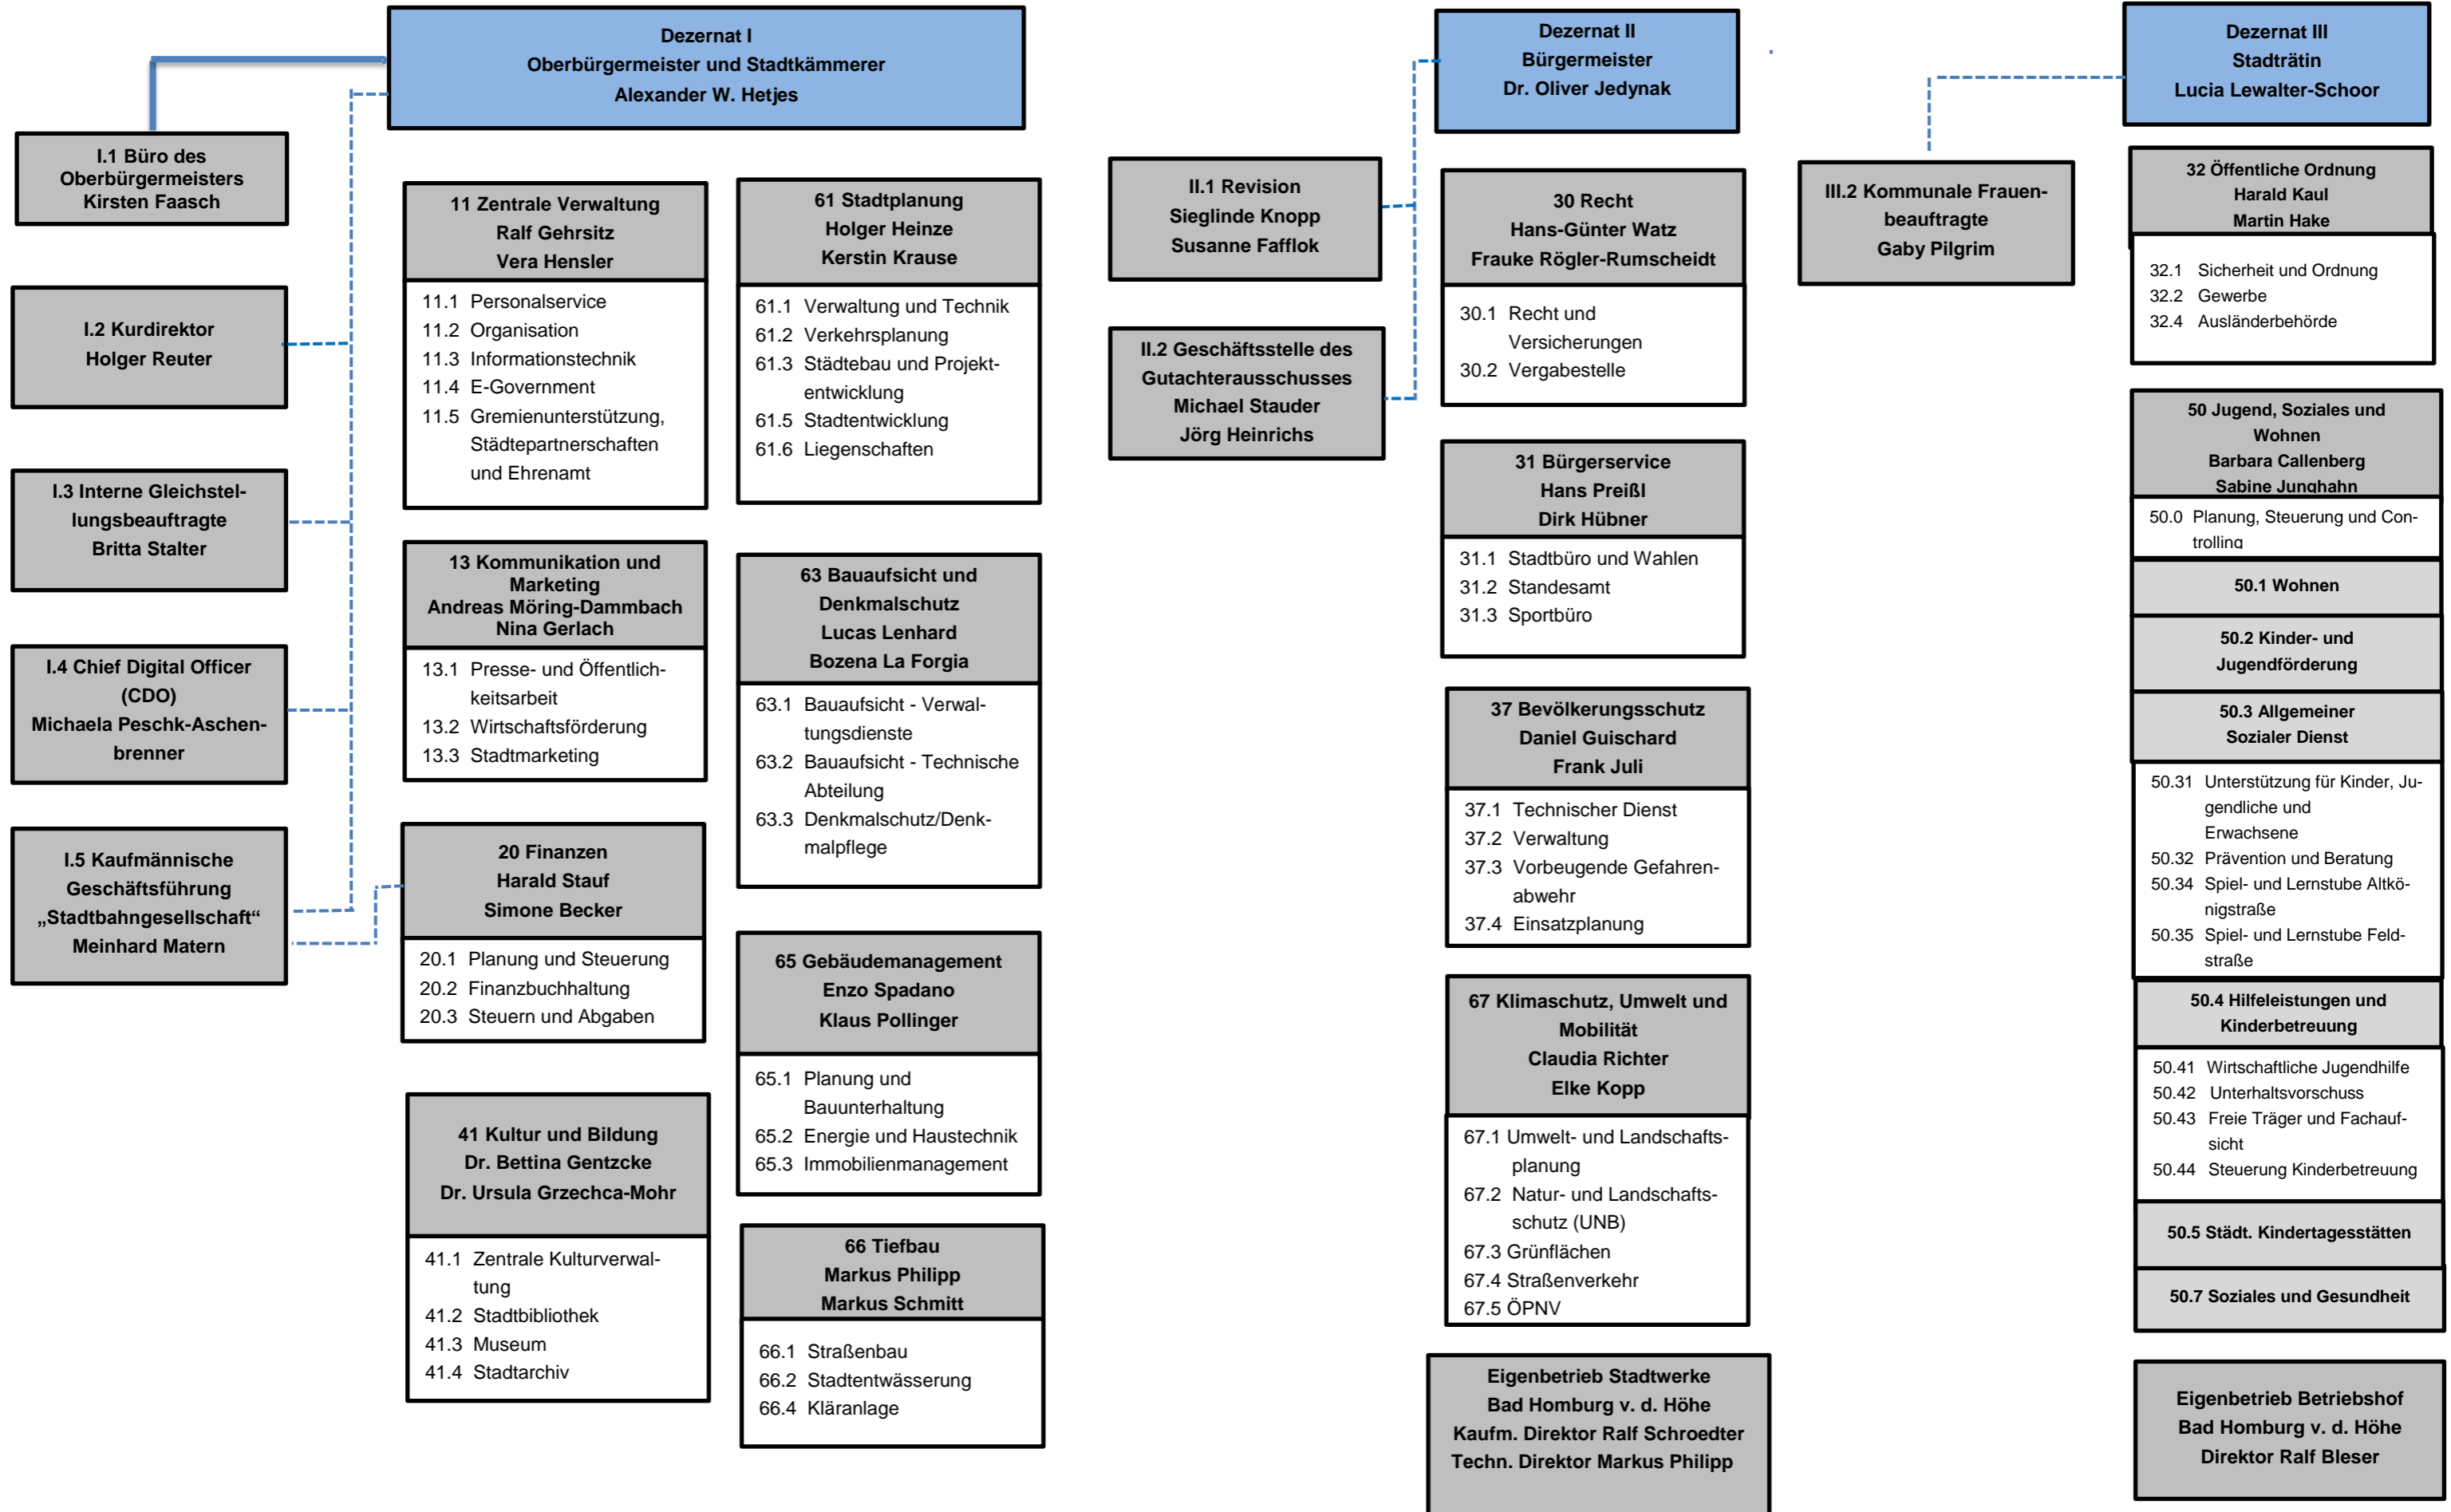 Dezernat I
Oberbürgermeister und Stadtkämmerer
Alexander W. Hetjes
I.1 Büro des
Oberbürgermeisters
Kirsten Faasch
I.2 Kurdirektor
Holger Reuter
I.3 Interne Gleichstel-
lungsbeauftragte
Britta Stalter
I.4 Chief Digital Officer
(CDO)
Michaela Peschk-Aschen-
brenner
I.5 Kaufmännische
Geschäftsführung
„Stadtbahngesellschaft“
Meinhard Matern
11 Zentrale Verwaltung
Ralf Gehrsitz
Vera Hensler
11.1 Personalservice
11.2 Organisation
11.3 Informationstechnik
11.4 E-Government
11.5 Gremienunterstützung,
Städtepartnerschaften
und Ehrenamt
13 Kommunikation und
Marketing
Andreas Möring-Dammbach
Nina Gerlach
13.1 Presse- und Öffentlich-
keitsarbeit
13.2 Wirtschaftsförderung
13.3 Stadtmarketing
20 Finanzen
Harald Stauf
Simone Becker
20.1 Planung und Steuerung
20.2 Finanzbuchhaltung
20.3 Steuern und Abgaben
41 Kultur und Bildung
Dr. Bettina Gentzcke
Dr. Ursula Grzechca-Mohr
41.1 Zentrale Kulturverwal-
tung
41.2 Stadtbibliothek
41.3 Museum
41.4 Stadtarchiv
61 Stadtplanung
Holger Heinze
Kerstin Krause
61.1 Verwaltung und Technik
61.2 Verkehrsplanung
61.3 Städtebau und Projekt-
entwicklung
61.5 Stadtentwicklung
61.6 Liegenschaften
63 Bauaufsicht und
Denkmalschutz
Lucas Lenhard
Bozena La Forgia
63.1 Bauaufsicht - Verwal-
tungsdienste
63.2 Bauaufsicht - Technische
Abteilung
63.3 Denkmalschutz/Denk-
malpflege
65 Gebäudemanagement
Enzo Spadano
Klaus Pollinger
65.1 Planung und
Bauunterhaltung
65.2 Energie und Haustechnik
65.3 Immobilienmanagement
66 Tiefbau
Markus Philipp
Markus Schmitt
66.1 Straßenbau
66.2 Stadtentwässerung
66.4 Kläranlage
Dezernat II
Bürgermeister
Dr. Oliver Jedynak
II.1 Revision
Sieglinde Knopp
Susanne Fafflok
II.2 Geschäftsstelle des
Gutachterausschusses
Michael Stauder
Jörg Heinrichs
30 Recht
Hans-Günter Watz
Frauke Rögler-Rumscheidt
30.1 Recht und
Versicherungen
30.2 Vergabestelle
31 Bürgerservice
Hans Preißl
Dirk Hübner
31.1 Stadtbüro und Wahlen
31.2 Standesamt
31.3 Sportbüro
37 Bevölkerungsschutz
Daniel Guischard
Frank Juli
37.1 Technischer Dienst
37.2 Verwaltung
37.3 Vorbeugende Gefahren-
abwehr
37.4 Einsatzplanung
67 Klimaschutz, Umwelt und
Mobilität
Claudia Richter
Elke Kopp
67.1 Umwelt- und Landschafts-
planung
67.2 Natur- und Landschafts-
schutz (UNB)
67.3 Grünflächen
67.4 Straßenverkehr
67.5 ÖPNV
Eigenbetrieb Stadtwerke
Bad Homburg v. d. Höhe
Kaufm. Direktor Ralf Schroedter
Techn. Direktor Markus Philipp
Dezernat III
Stadträtin
Lucia Lewalter-Schoor
III.2 Kommunale Frauen-
beauftragte
Gaby Pilgrim
32 Öffentliche Ordnung
Harald Kaul
Martin Hake
32.1 Sicherheit und Ordnung
32.2 Gewerbe
32.4 Ausländerbehörde
50 Jugend, Soziales und
Wohnen
Barbara Callenberg
Sabine Junghahn
50.0 Planung, Steuerung und Con-
trolling
50.1 Wohnen
50.2 Kinder- und
Jugendförderung
50.3 Allgemeiner
Sozialer Dienst
50.31 Unterstützung für Kinder, Ju-
gendliche und
Erwachsene
50.32 Prävention und Beratung
50.34 Spiel- und Lernstube Altkö-
nigstraße
50.35 Spiel- und Lernstube Feld-
straße
50.4 Hilfeleistungen und
Kinderbetreuung
50.41 Wirtschaftliche Jugendhilfe
50.42 Unterhaltsvorschuss
50.43 Freie Träger und Fachauf-
sicht
50.44 Steuerung Kinderbetreuung
50.5 Städt. Kindertagesstätten
50.7 Soziales und Gesundheit
Eigenbetrieb Betriebshof
Bad Homburg v. d. Höhe
Direktor Ralf Bleser